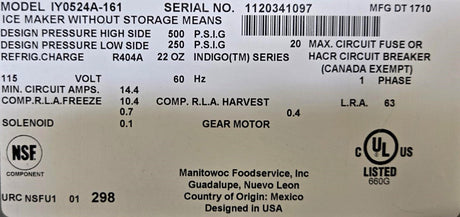 MODEL IY0524A-161 SERIAL NO. 1120341097 MFG DT 1710
ICE MAKER WITHOUT STORAGE MEANS
DESIGN PRESSURE HIGH SIDE 500 P.S.I.G
DESIGN PRESSURE LOW SIDE 250 P.S.I.G 20 MAX. CIRCUIT FUSE OR
REFRIG.CHARGE R404A 22 OZ INDIGO(TM) SERIES HACR CIRCUIT BREAKER
(CANADA EXEMPT)
115 VOLT 60 Hz 1 PHASE
MIN. CIRCUIT AMPS. 14.4
COMP.R.L.A.FREEZE 10.4 COMP. R.L.A. HARVEST L.R.A. 63
0.7 0.4
SOLENOID 0.1 GEAR MOTOR
NSF
COMPONENT
C UL US
LISTED
660G
Manitowoc Foodservice, Inc
Guadalupe, Nuevo Leon
Country of Origin: Mexico
Designed in USA
URC NSFU1 01 298